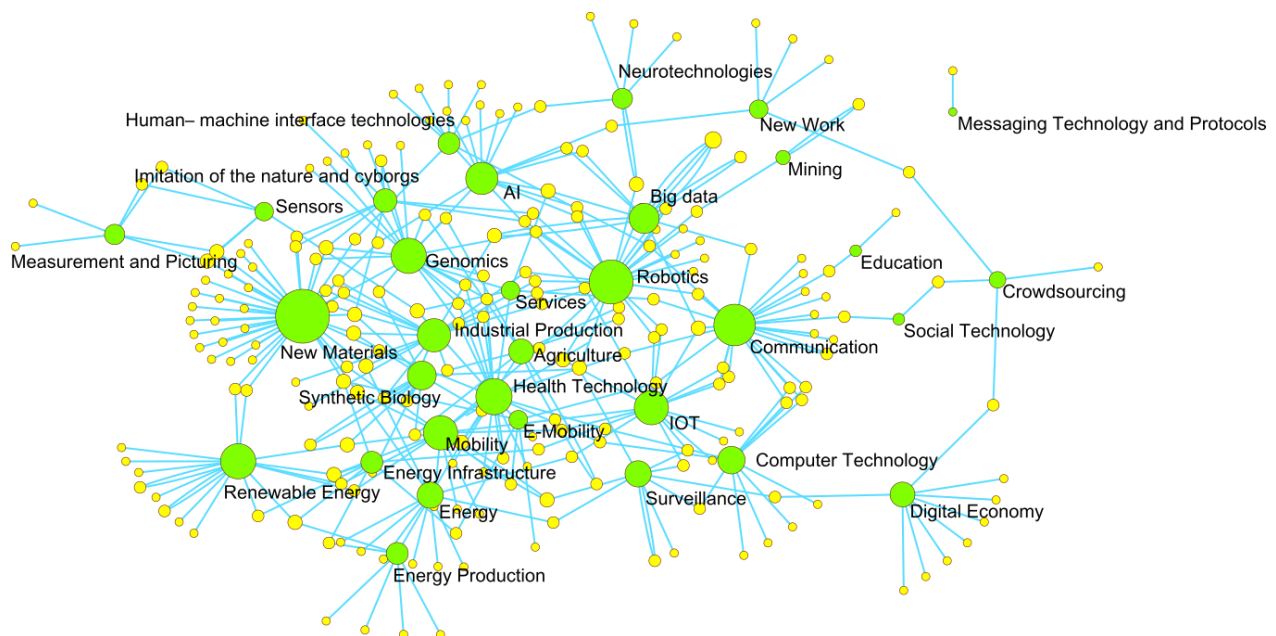 Neurotechnologies
Human– machine interface technologies
New Work
Messaging Technology and Protocols
Mining
Imitation of the nature and cyborgs
AI
Big data
Sensors
Measurement and Picturing
Genomics
Education
Robotics
Crowdsourcing
Services
Industrial Production
Social Technology
New Materials
Agriculture
Communication
Synthetic Biology
Health Technology
IOT
E-Mobility
Mobility
Computer Technology
Energy Infrastructure
Renewable Energy
Surveillance
Energy
Digital Economy
Energy Production